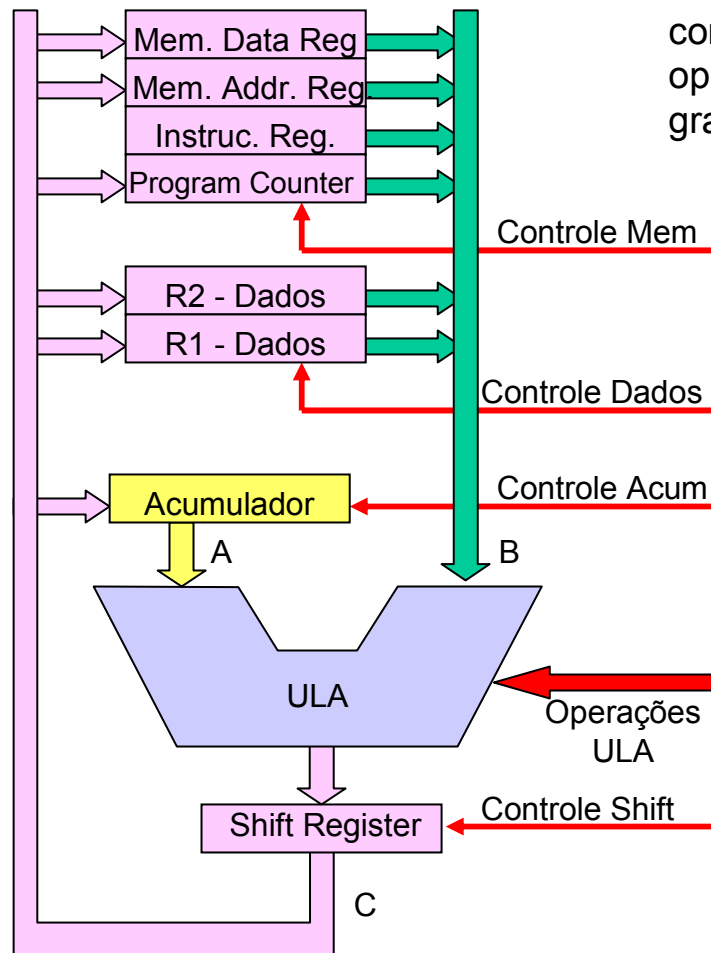 Mem. Data Reg
Mem. Addr. Reg.
Instruc. Reg.
Program Counter
Controle Mem
R2 - Dados
R1 - Dados
Controle Dados
Acumulador
Controle Acum
A
B
ULA
Operações
ULA
Shift Register
Controle Shift
C